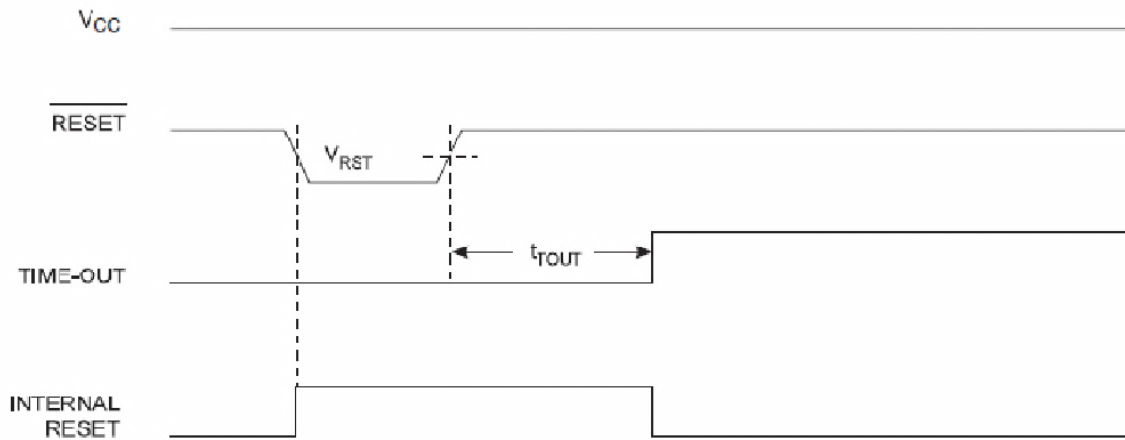 VCC
RESET
VRST
tTOUT
TIME-OUT
INTERNAL
RESET